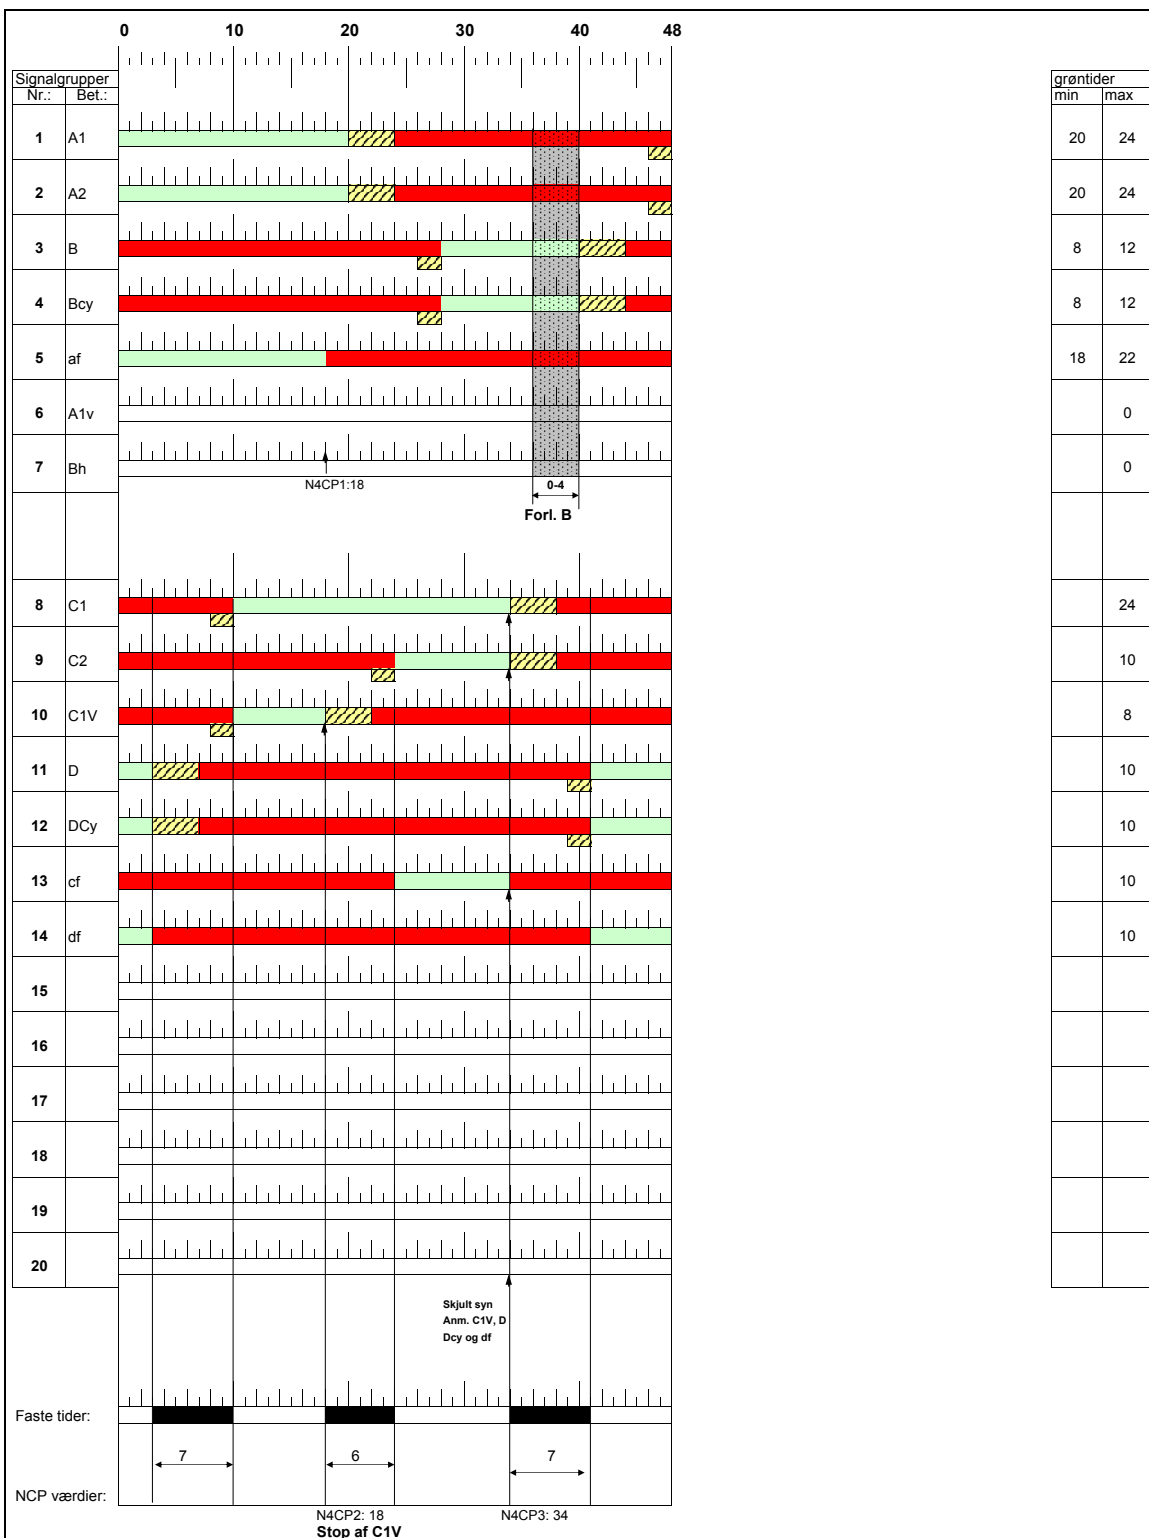 0 10 20 30 40 48
Signalgrupper grøntider
Nr.: Bet.: min max
1 A1 20 24
2 A2 20 24
3 B 8 12
4 Bcy 8 12
5 af 18 22
6 A1v 0
7 Bh 0
N4CP1:18 0-4
Forl. B
8 C1 24
9 C2 10
10 C1V 8
11 D 10
12 DCy 10
13 cf 10
14 df 10
15
16
17
18
19
20
Skjult syn
Anm. C1V, D
Dcy og df
Faste tider:
7 6 7
NCP værdier:
N4CP2: 18 N4CP3: 34
Stop af C1V